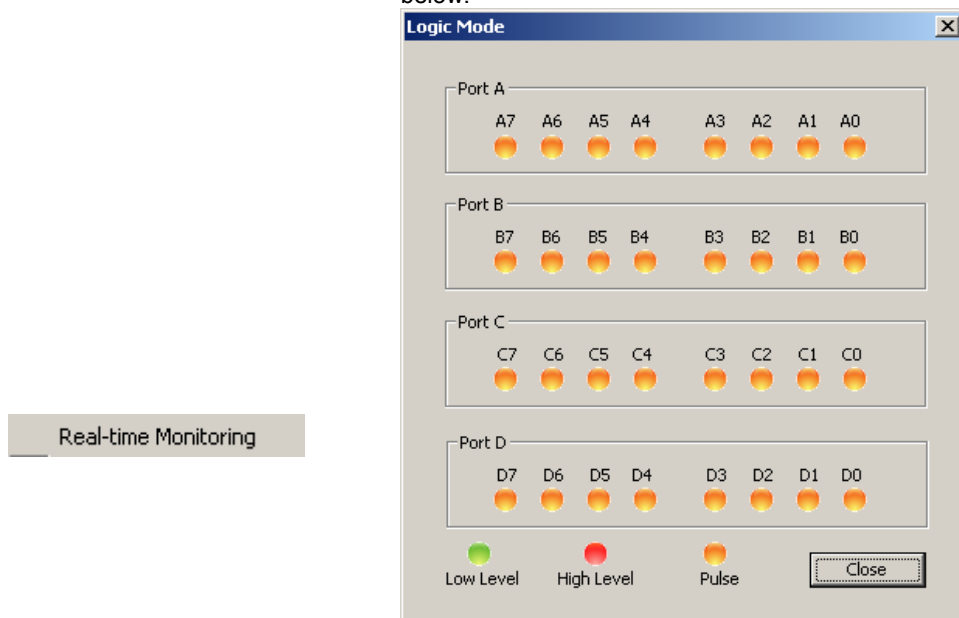 below.
Logic Mode
Port A
A7 A6 A5 A4 A3 A2 A1 A0
Port B
B7 B6 B5 B4 B3 B2 B1 B0
Port C
C7 C6 C5 C4 C3 C2 C1 C0
Real-time Monitoring
Port D
D7 D6 D5 D4 D3 D2 D1 D0
Low Level High Level Pulse Close